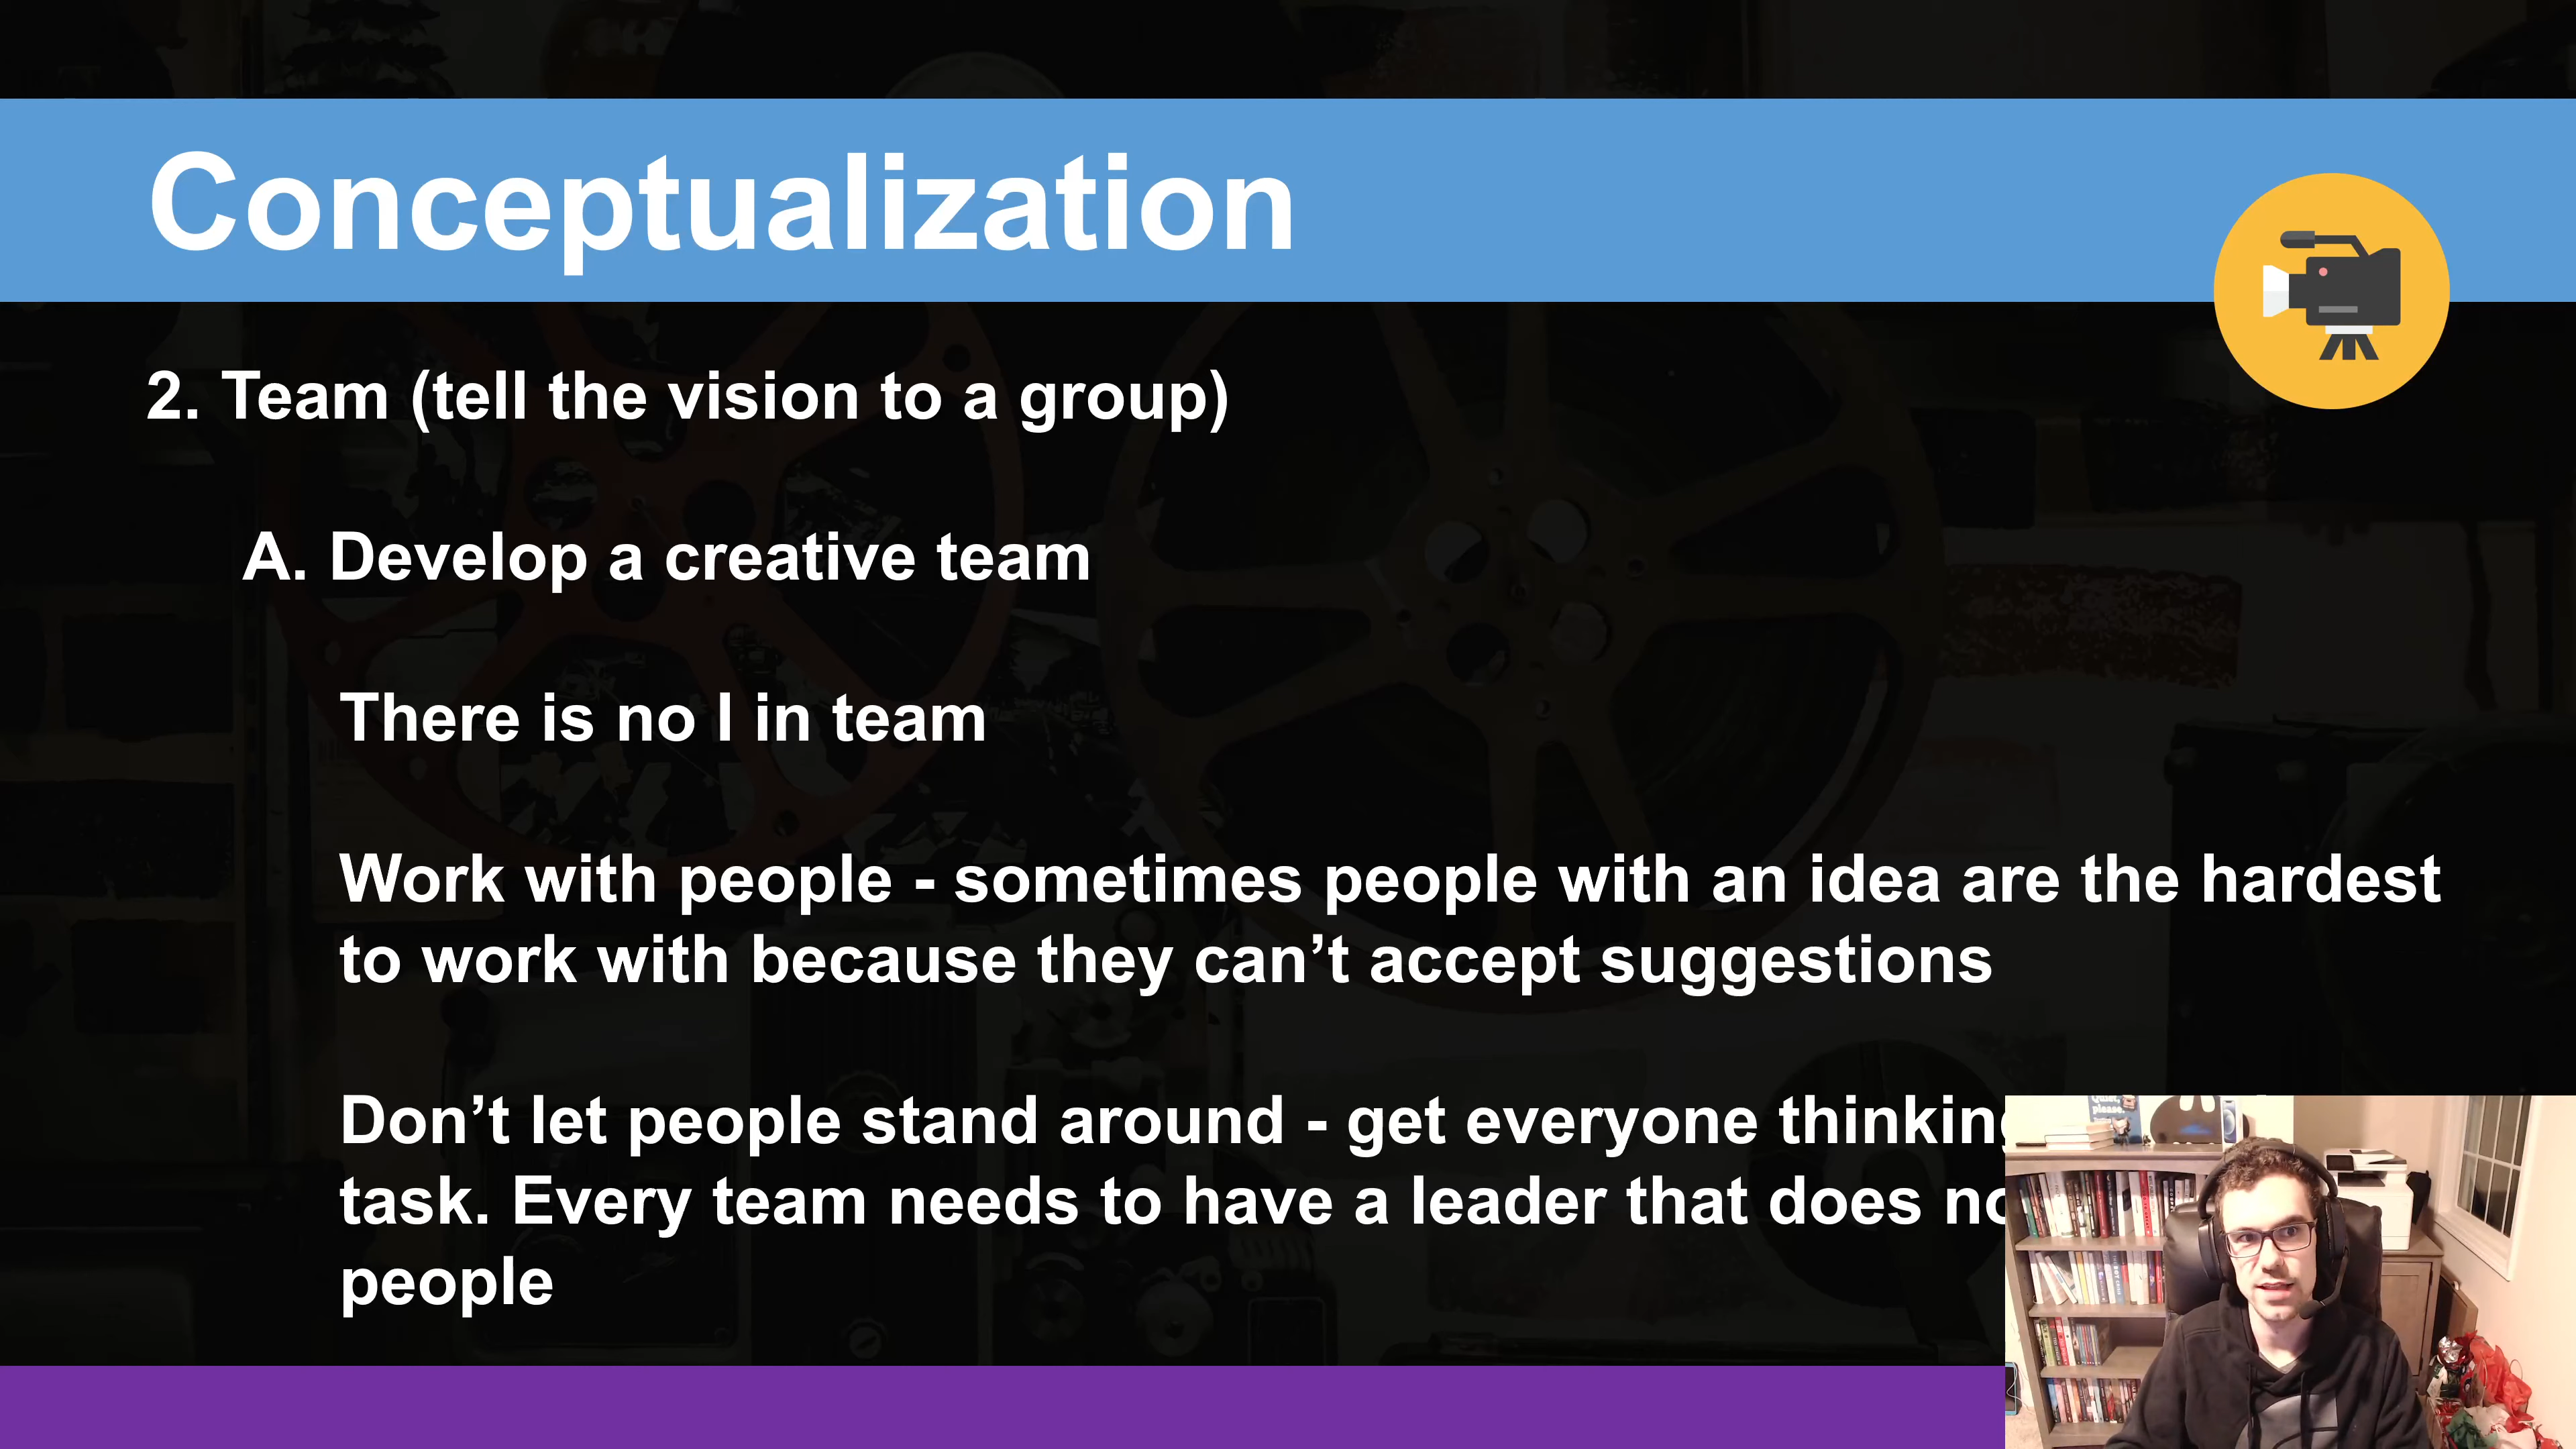 Conceptualization
2. Team (tell the vision to a group)
A. Develop a creative team
There is no I in team
Work with people - sometimes people with an idea are the hardest
to work with because they can’t accept suggestions
Don’t let people stand around - get everyone
task. Every team needs to have a leader that does
people
please.